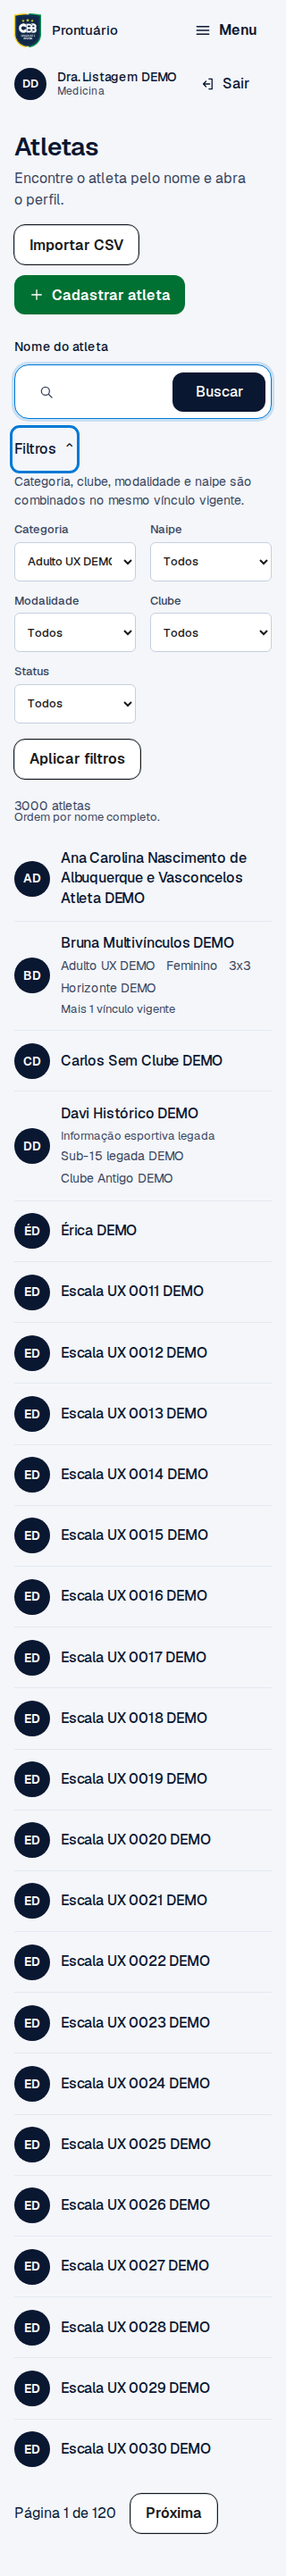 CBB
Prontuário
Menu
DD
Dra. Listagem DEMO
Medicina
Sair
Atletas
Encontre o atleta pelo nome e abra
o perfil.
Importar CSV
Cadastrar atleta
Nome do atleta
Buscar
Filtros
Categoria, clube, modalidade e naipe são
combinados no mesmo vínculo vigente.
Categoria Naipe
Adulto UX DEMO Todos
Modalidade Clube
Todos Todos
Status
Todos
Aplicar filtros
3000 atletas
Ordem por nome completo.
AD
Ana Carolina Nascimento de
Albuquerque e Vasconcelos
Atleta DEMO
BD
Bruna Multivínculos DEMO
Adulto UX DEMO Feminino 3x3
Horizonte DEMO
Mais 1 vínculo vigente
CD Carlos Sem Clube DEMO
DD
Davi Histórico DEMO
Informação esportiva legada
Sub-15 legada DEMO
Clube Antigo DEMO
ÉD Érica DEMO
ED Escala UX 0011 DEMO
ED Escala UX 0012 DEMO
ED Escala UX 0013 DEMO
ED Escala UX 0014 DEMO
ED Escala UX 0015 DEMO
ED Escala UX 0016 DEMO
ED Escala UX 0017 DEMO
ED Escala UX 0018 DEMO
ED Escala UX 0019 DEMO
ED Escala UX 0020 DEMO
ED Escala UX 0021 DEMO
ED Escala UX 0022 DEMO
ED Escala UX 0023 DEMO
ED Escala UX 0024 DEMO
ED Escala UX 0025 DEMO
ED Escala UX 0026 DEMO
ED Escala UX 0027 DEMO
ED Escala UX 0028 DEMO
ED Escala UX 0029 DEMO
ED Escala UX 0030 DEMO
Página 1 de 120 Próxima